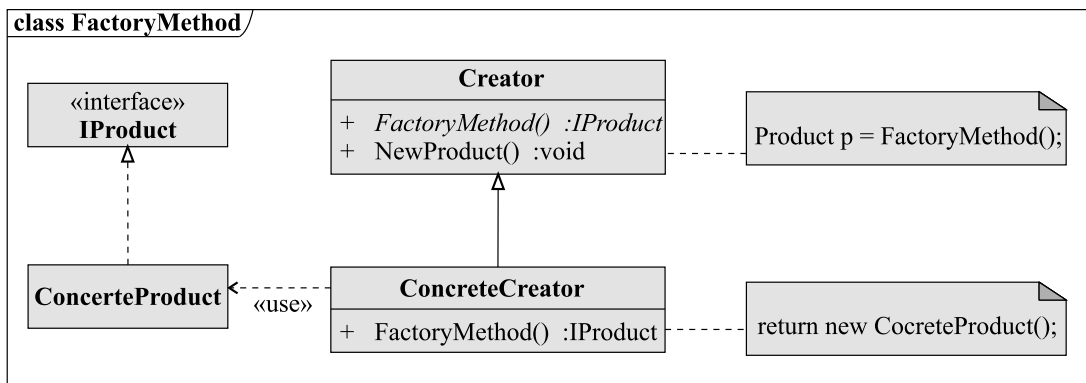 class FactoryMethod
«interface»
IProduct
Creator
+ FactoryMethod() :IProduct
+ NewProduct() :void
Product p = FactoryMethod();
ConcerteProduct
«use»
ConcreteCreator
+ FactoryMethod() :IProduct
return new CocreteProduct();